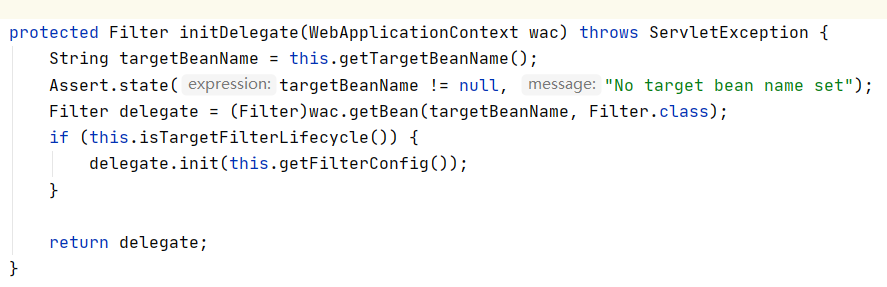 protected Filter initDelegate(WebApplicationContext wac) throws ServletException {
    String targetBeanName = this.getTargetBeanName();
    Assert.state( expression: targetBeanName != null,  message: "No target bean name set");
    Filter delegate = (Filter)wac.getBean(targetBeanName, Filter.class);
    if (this.isTargetFilterLifecycle()) {
        delegate.init(this.getFilterConfig());
    }
    return delegate;
}